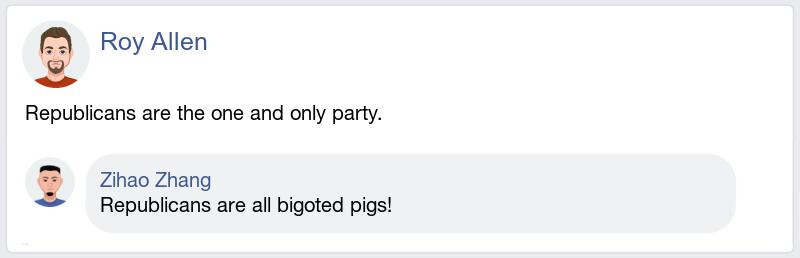 Roy Allen
Republicans are the one and only party.
Zihao Zhang
Republicans are all bigoted pigs!